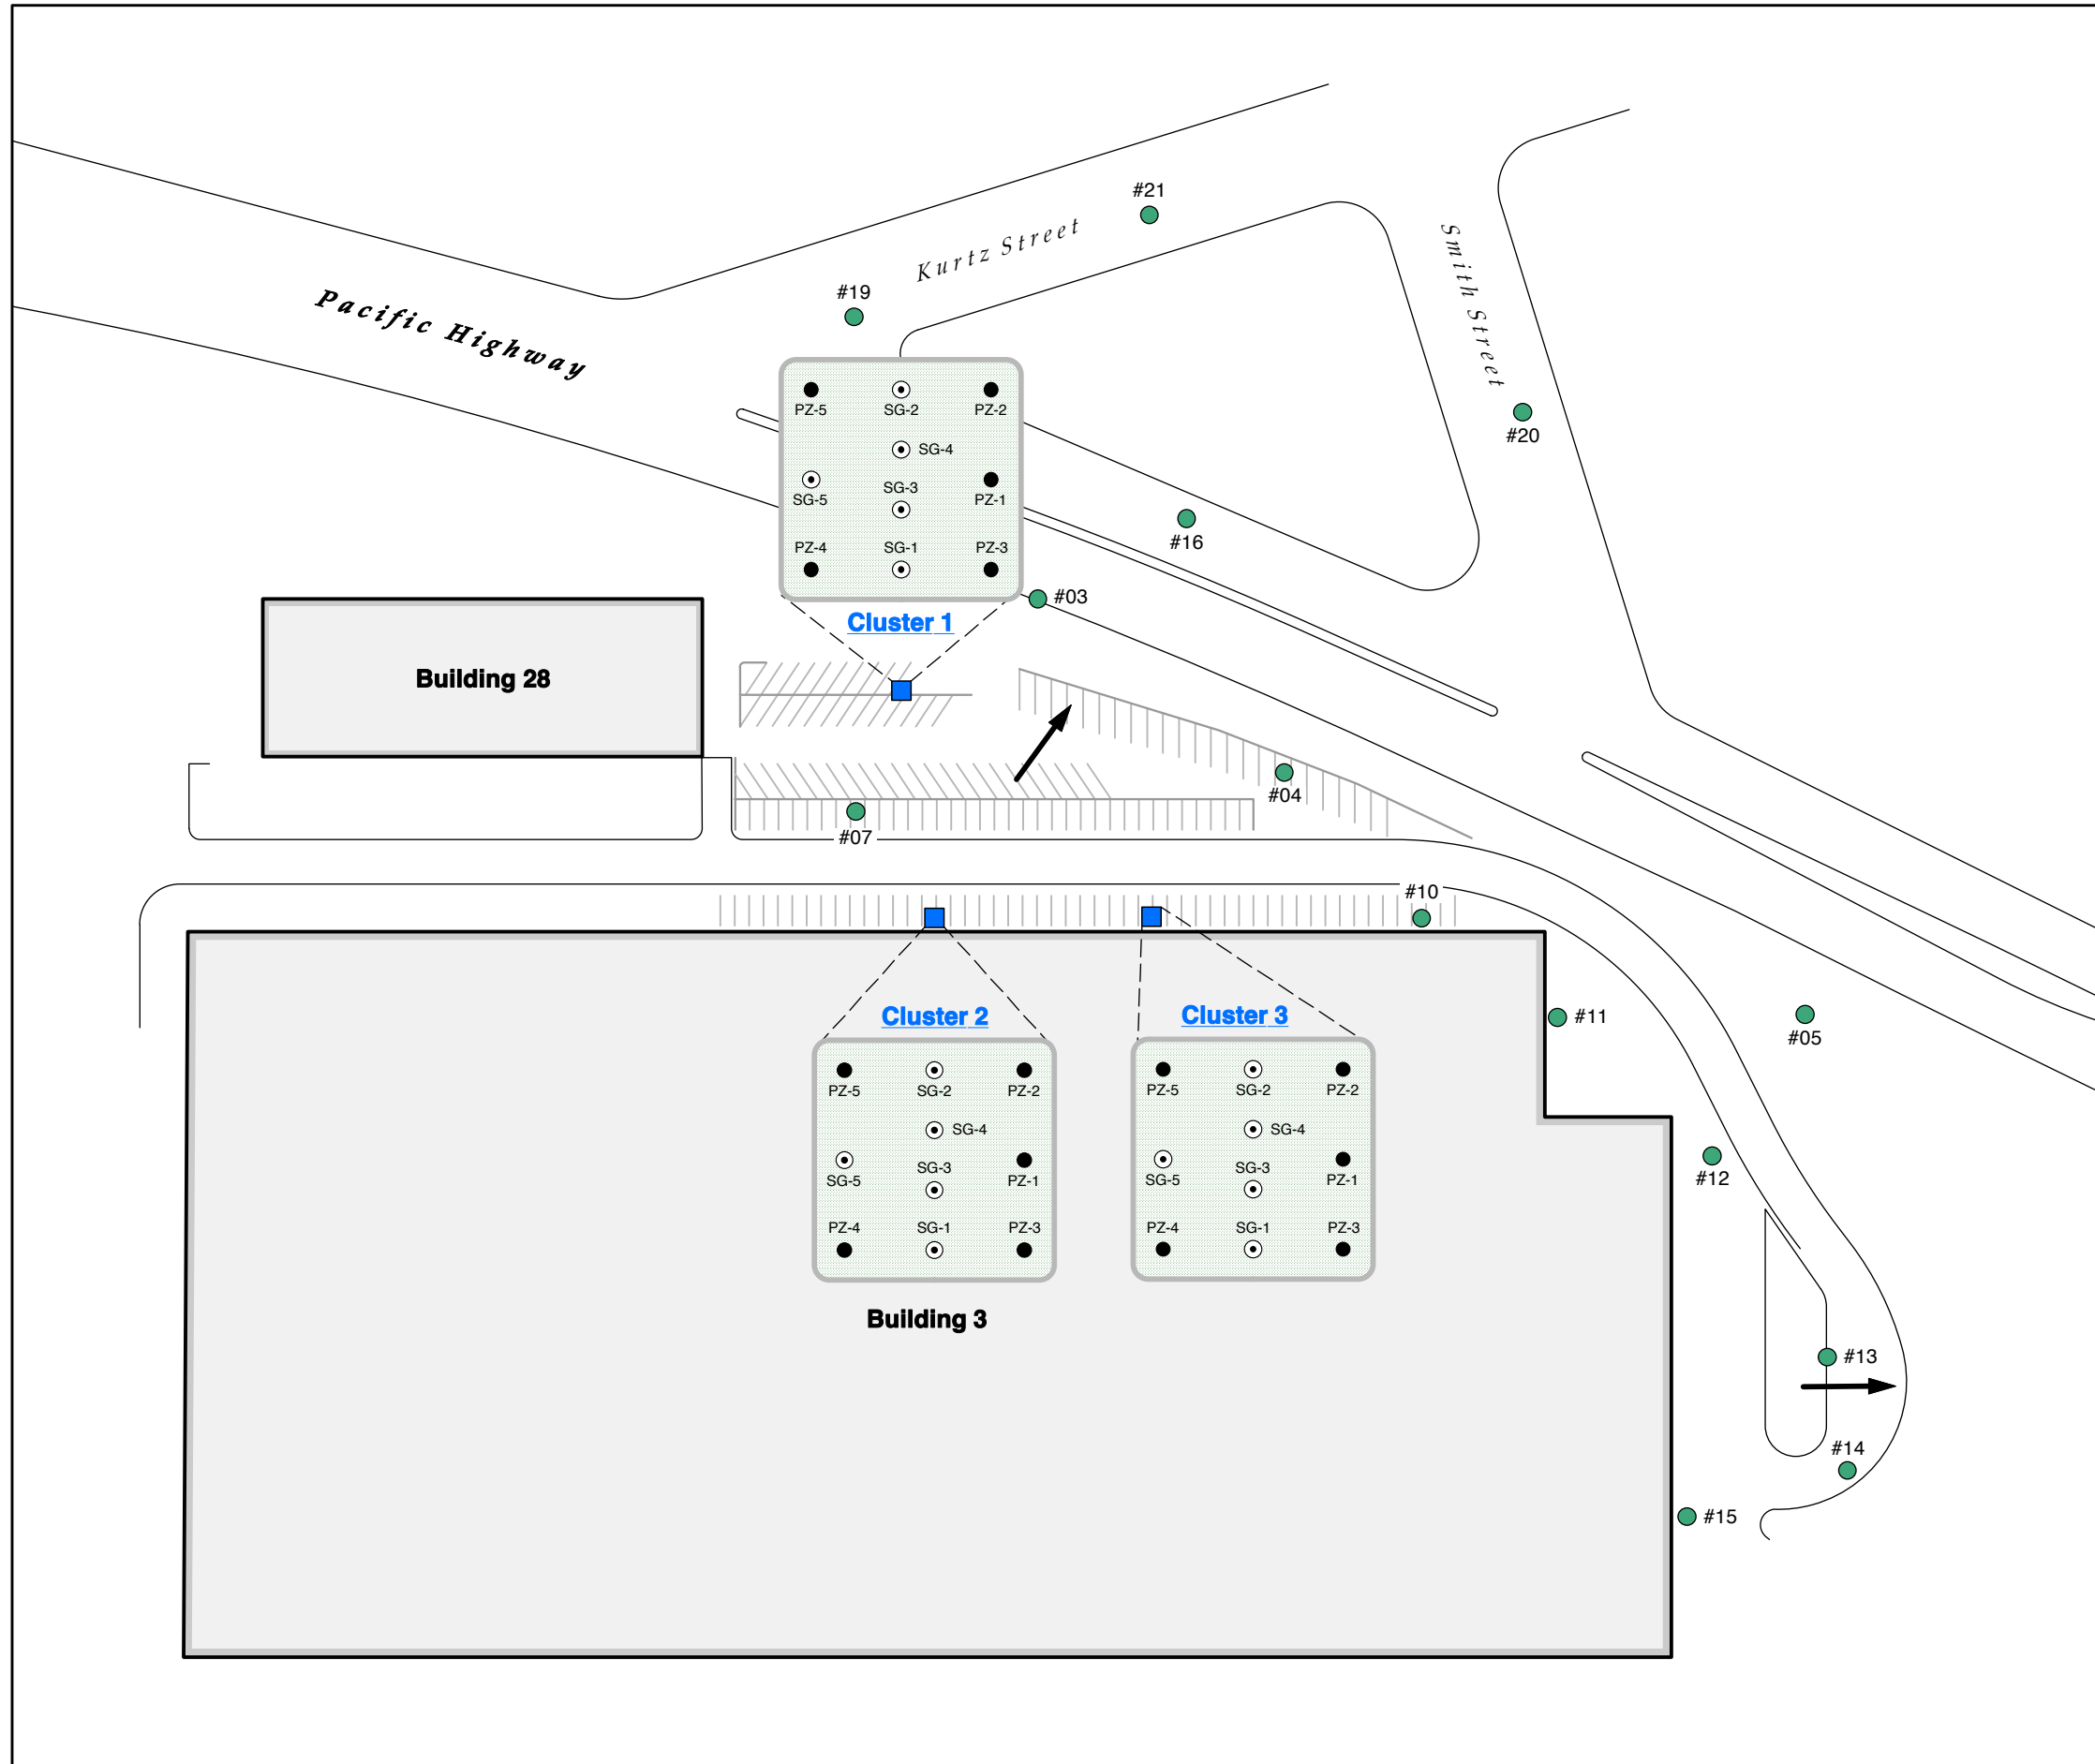 #21
Kurtz Street
Smith Street
#19
Pacific Highway
PZ-5
SG-2
PZ-2
#20
SG-4
SG-3
SG-5
PZ-1
#16
PZ-4
SG-1
PZ-3
#03
Cluster 1
Building 28
#04
#07
#10
Cluster 2
Cluster 3
#11
#05
PZ-5
SG-2
PZ-2
SG-4
SG-3
SG-5
PZ-1
PZ-4
SG-1
PZ-3
PZ-5
SG-2
PZ-2
SG-4
SG-3
SG-5
PZ-1
PZ-4
SG-1
PZ-3
#12
Building 3
#13
#14
#15